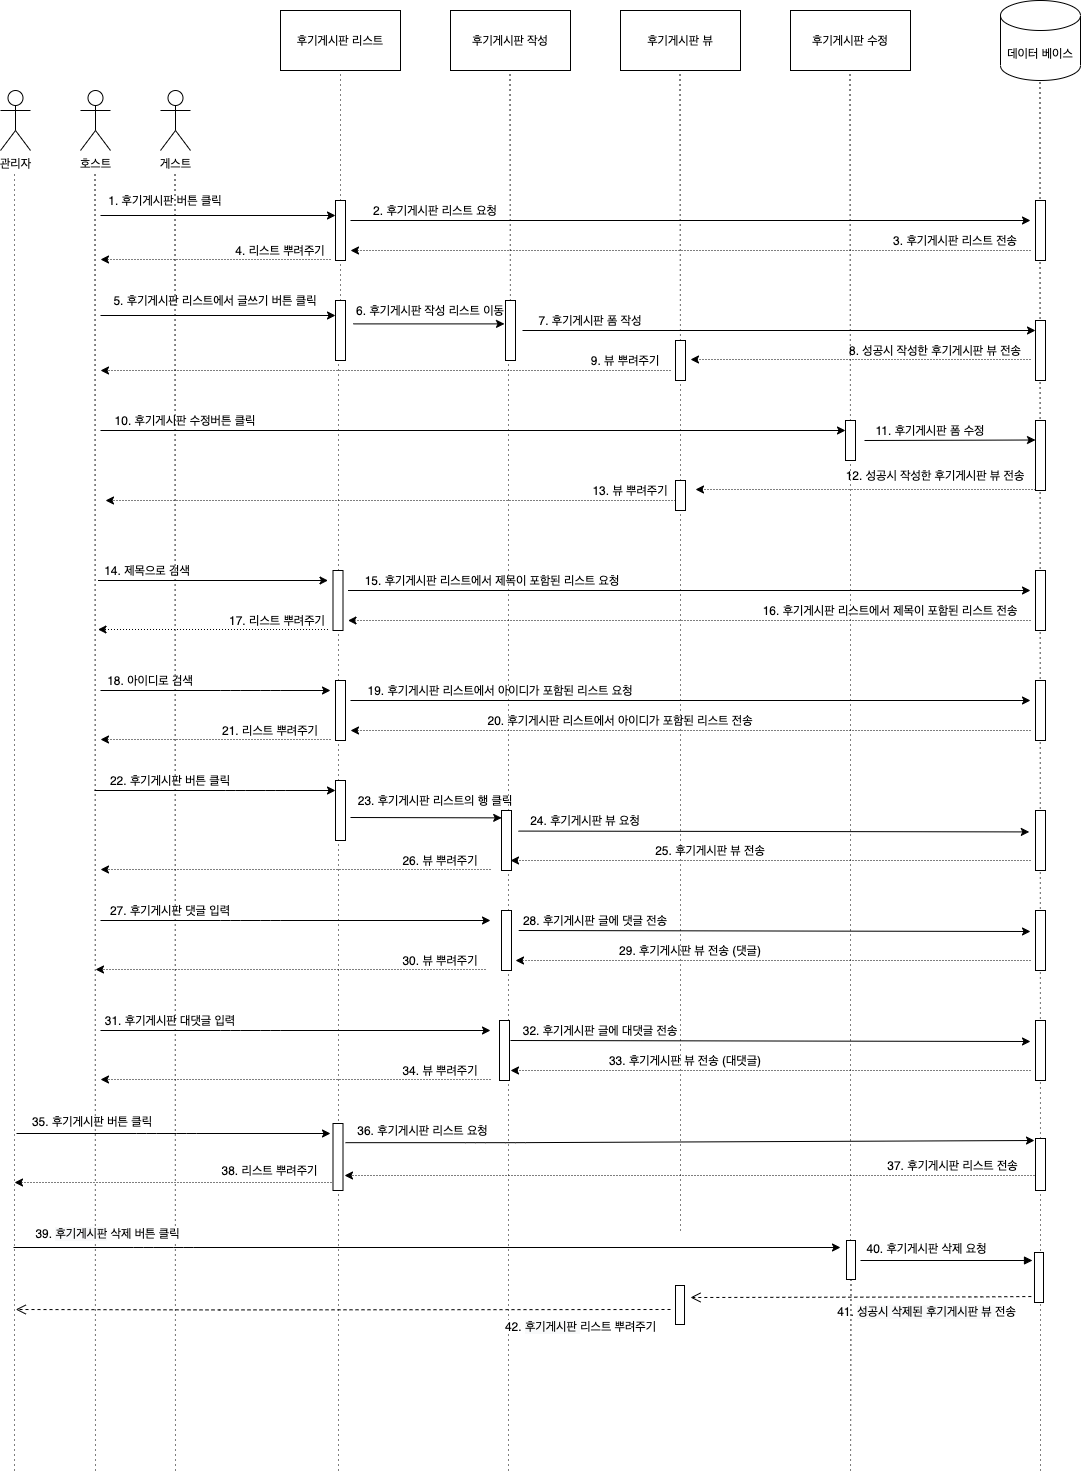 후기게시판 리스트
후기게시판 작성
후기게시판 뷰
후기게시판 수정
데이터 베이스
관리자
호스트
게스트
1. 후기게시판 버튼 클릭
2. 후기게시판 리스트 요청
3. 후기게시판 리스트 전송
4. 리스트 뿌려주기
5. 후기게시판 리스트에서 글쓰기 버튼 클릭
6. 후기게시판 작성 리스트 이동
7. 후기게시판 폼 작성
8. 성공시 작성한 후기게시판 뷰 전송
9. 뷰 뿌려주기
10. 후기게시판 수정버튼 클릭
11. 후기게시판 폼 수정
12. 성공시 작성한 후기게시판 뷰 전송
13. 뷰 뿌려주기
14. 제목으로 검색
15. 후기게시판 리스트에서 제목이 포함된 리스트 요청
16. 후기게시판 리스트에서 제목이 포함된 리스트 전송
17. 리스트 뿌려주기
18. 아이디로 검색
19. 후기게시판 리스트에서 아이디가 포함된 리스트 요청
20. 후기게시판 리스트에서 아이디가 포함된 리스트 전송
21. 리스트 뿌려주기
22. 후기게시판 버튼 클릭
23. 후기게시판 리스트의 행 클릭
24. 후기게시판 뷰 요청
25. 후기게시판 뷰 전송
26. 뷰 뿌려주기
27. 후기게시판 댓글 입력
28. 후기게시판 글에 댓글 전송
29. 후기게시판 뷰 전송 (댓글)
30. 뷰 뿌려주기
31. 후기게시판 대댓글 입력
32. 후기게시판 글에 대댓글 전송
33. 후기게시판 뷰 전송 (대댓글)
34. 뷰 뿌려주기
35. 후기게시판 버튼 클릭
36. 후기게시판 리스트 요청
37. 후기게시판 리스트 전송
38. 리스트 뿌려주기
39. 후기게시판 삭제 버튼 클릭
40. 후기게시판 삭제 요청
41. 성공시 삭제된 후기게시판 뷰 전송
42. 후기게시판 리스트 뿌려주기